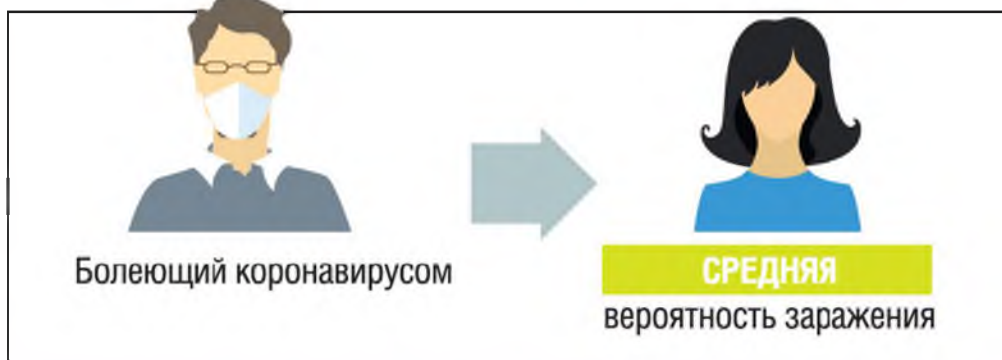 Болеющий коронавирусом
СРЕДНЯЯ
вероятность заражения